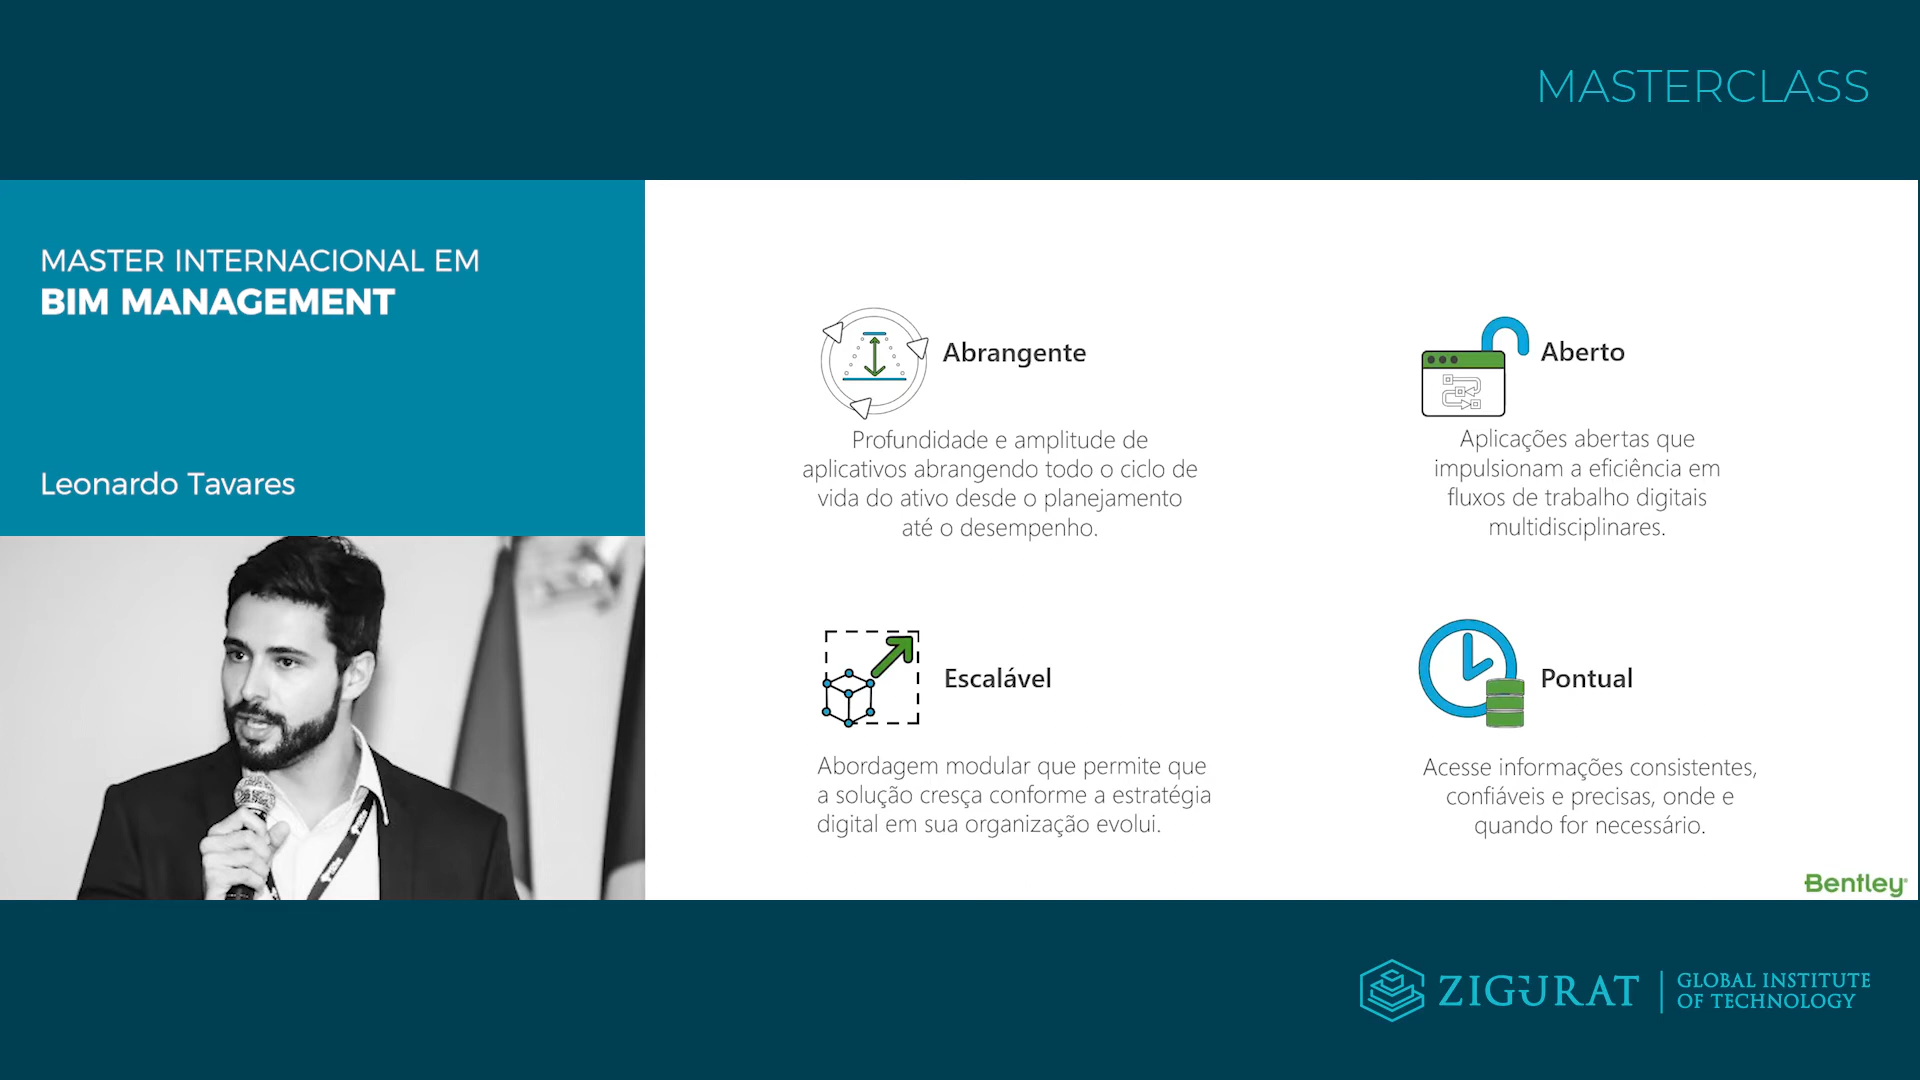 MASTERCLASS
MASTER INTERNACIONAL EM
BIM MANAGEMENT
Leonardo Tavares
Abrangente
Profundidade e amplitude de
aplicativos abrangendo todo o ciclo de
vida do ativo desde o planejamento
até o desempenho.
Aberto
Aplicações abertas que
impulsionam a eficiência em
fluxos de trabalho digitais
multidisciplinares.
Escalável
Abordagem modular que permite que
a solução cresça conforme a estratégia
digital em sua organização evolui.
Pontual
Acesse informações consistentes,
confiáveis e precisas, onde e
quando for necessário.
Bentley
ZIGURAT
GLOBAL INSTITUTE
OF TECHNOLOGY